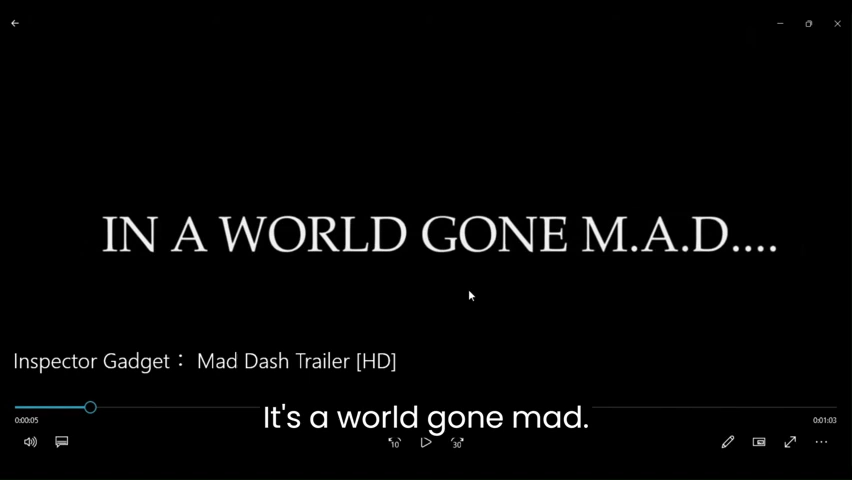 IN A WORLD GONE M.A.D....
Inspector Gadget： Mad Dash Trailer [HD]
It's a world gone mad.
0:00:05
0:01:03
10
30